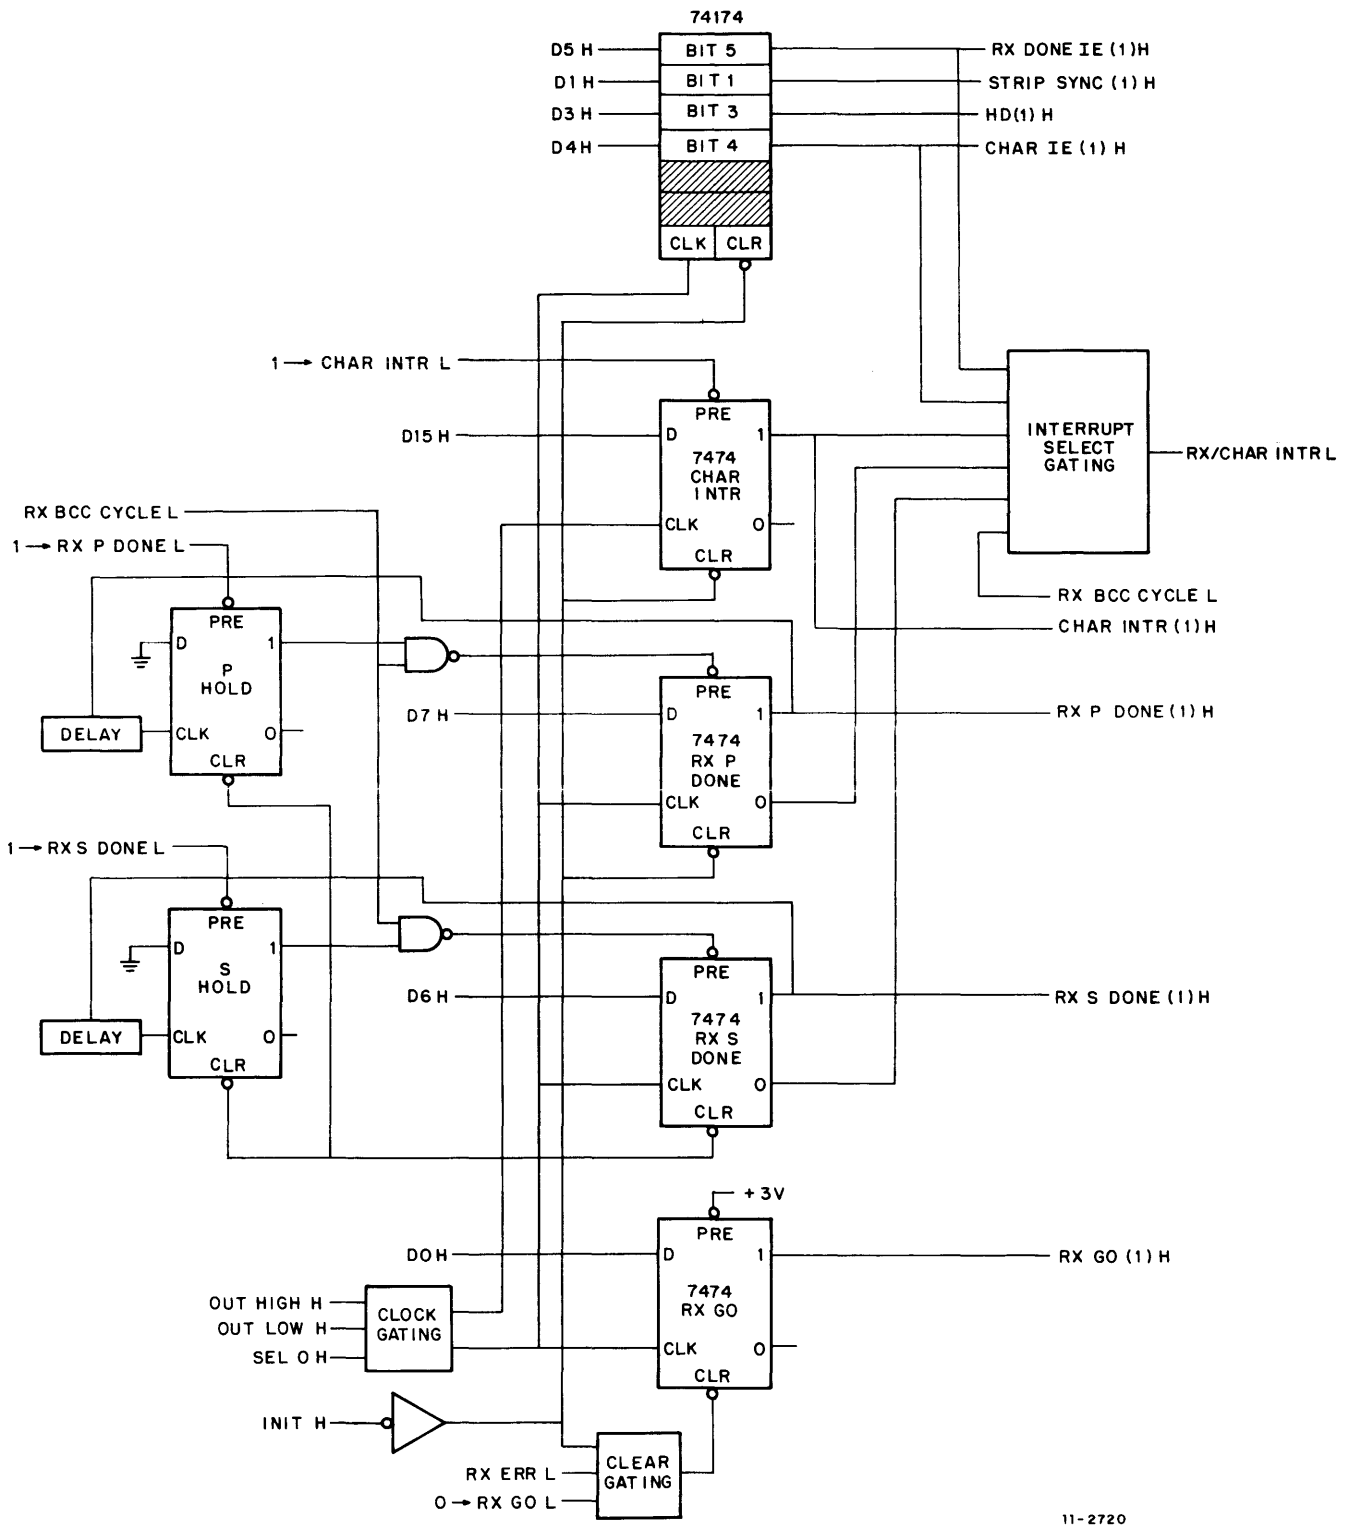 74174
D5 H BIT 5 RX DONE IE (1) H
D1 H BIT 1 STRIP SYNC (1) H
D3 H BIT 3 HD(1) H
D4 H BIT 4 CHAR IE (1) H
CLK CLR
1 → CHAR INTR L
PRE
D15 H D 1
7474
CHAR
INTR
CLK 0
CLR
INTERRUPT
SELECT
GATING
RX/CHAR INTR L
RX BCC CYCLE L
CHAR INTR (1) H
RX BCC CYCLE L
1 → RX P DONE L
PRE
D 1
P
HOLD
DELAY
CLK 0
CLR
PRE
D7 H D 1 RX P DONE (1) H
7474
RX P
DONE
CLK 0
CLR
1 → RX S DONE L
PRE
D 1
S
HOLD
DELAY
CLK 0
CLR
PRE
D6 H D 1 RX S DONE (1) H
7474
RX S
DONE
CLK 0
CLR
+3V
PRE
D0 H D 1 RX GO (1) H
7474
RX GO
CLK 0
CLR
OUT HIGH H
OUT LOW H
SEL 0 H
CLOCK
GATING
INIT H
RX ERR L
0 → RX GO L
CLEAR
GATING
11-2720